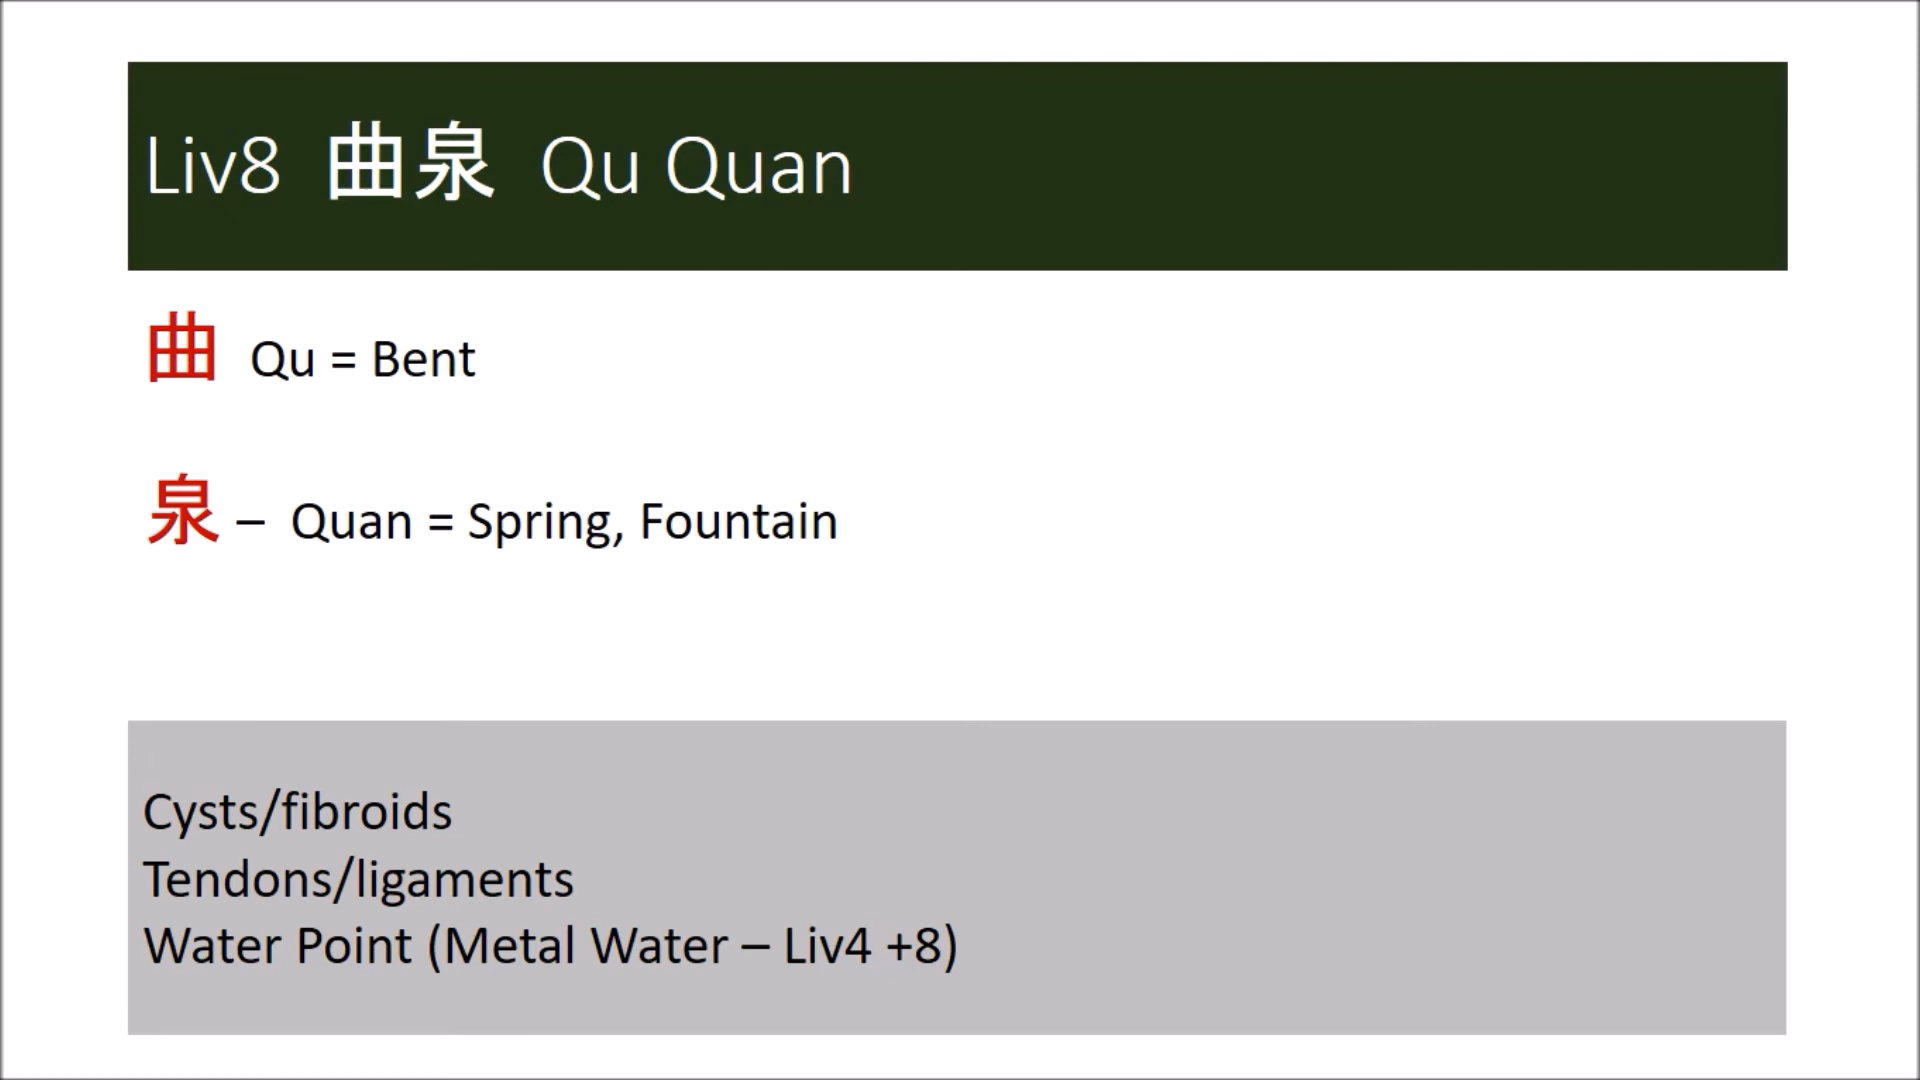 Liv8 曲泉 Qu Quan
曲 Qu = Bent
泉 – Quan = Spring, Fountain
Cysts/fibroids
Tendons/ligaments
Water Point (Metal Water – Liv4 +8)